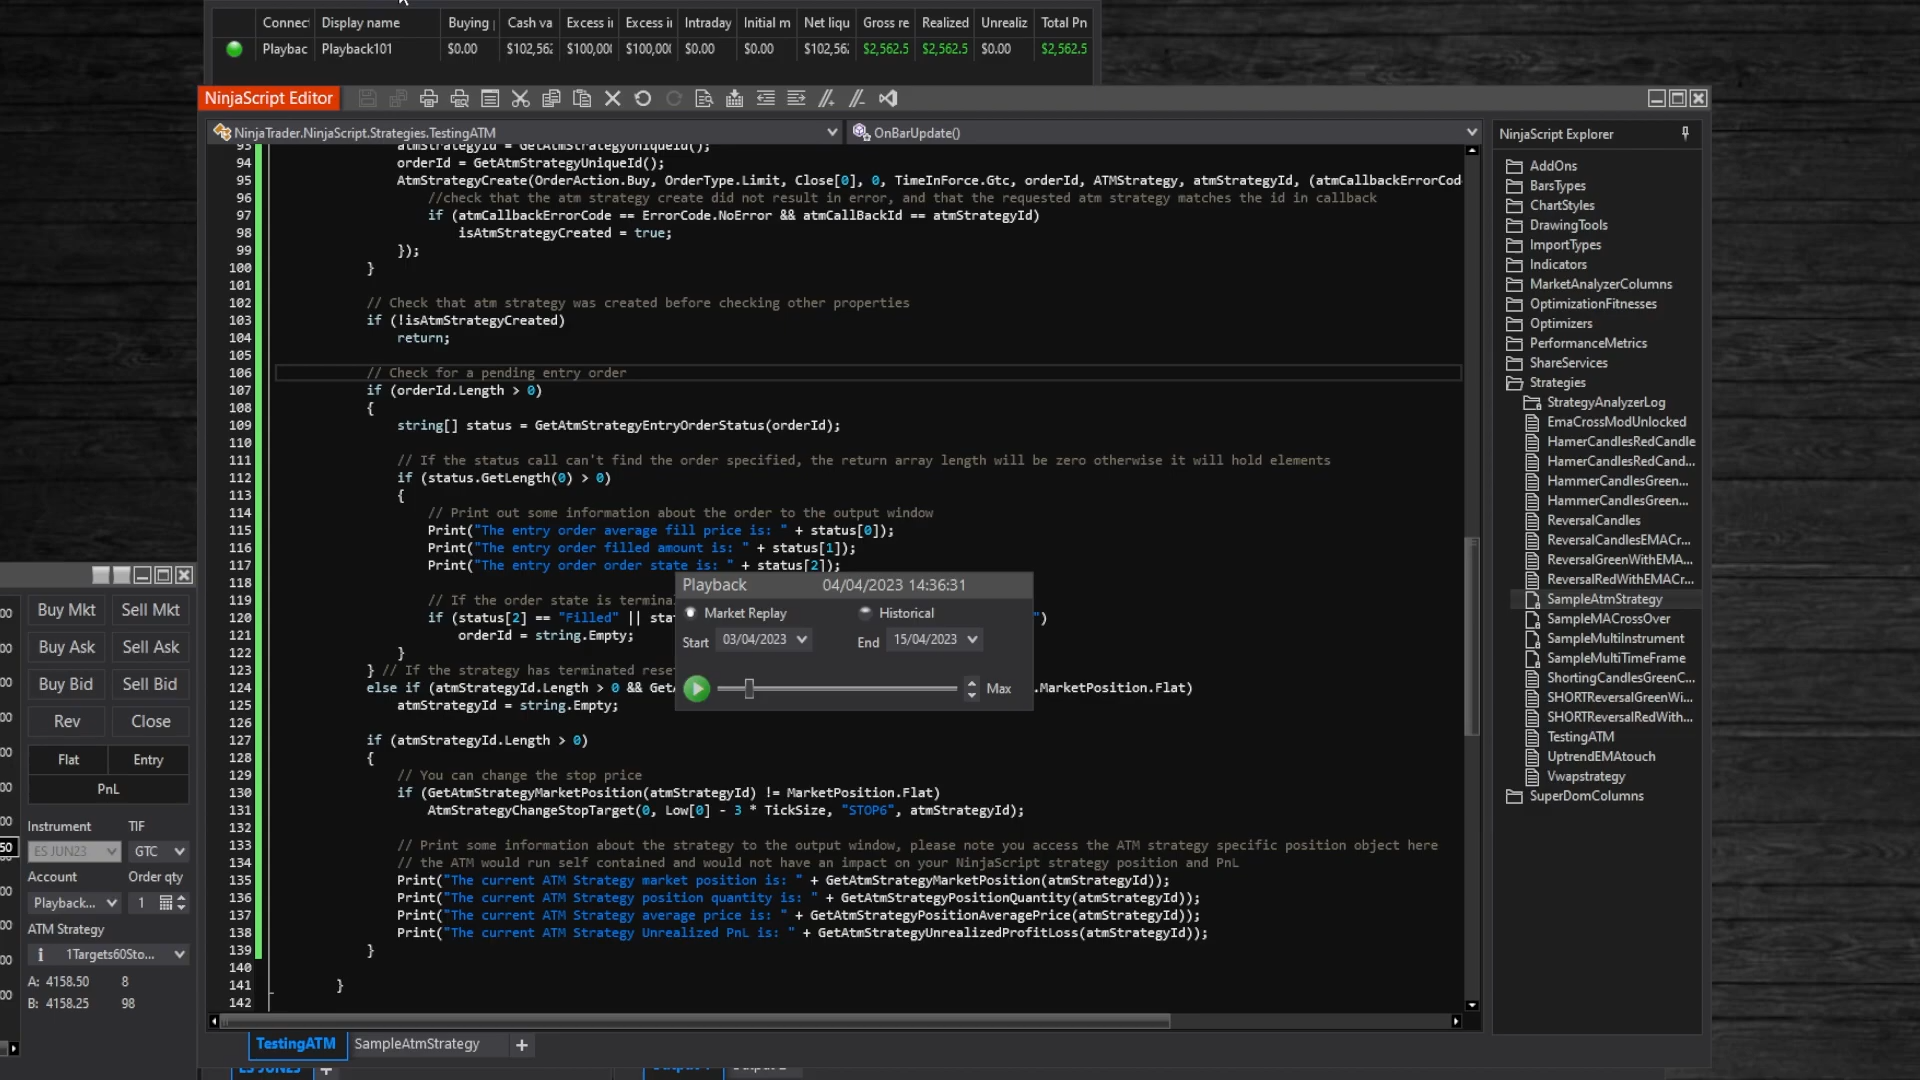 Connec Display name Buying Cash va Excess i Excess i Intraday Initial m Net liqu Gross re Realized Unrealiz Total Pn
Playbac Playback101 $0.00 $102,56 $100,00 $100,00 $0.00 $0.00 $102,56 $2,562.5 $2,562.5 $0.00 $2,562.5
NinjaScript Editor
NinjaTrader.NinjaScript.Strategies.TestingATM
OnBarUpdate()
93 atmStrategyId = GetAtmStrategyUniqueId();
94 orderId = GetAtmStrategyUniqueId();
95 AtmStrategyCreate(OrderAction.Buy, OrderType.Limit, Close[0], 0, TimeInForce.Gtc, orderId, ATMStrategy, atmStrategyId, (atmCallbackErrorCod
96 //check that the atm strategy create did not result in error, and that the requested atm strategy matches the id in callback
97 if (atmCallbackErrorCode == ErrorCode.NoError && atmCallBackId == atmStrategyId)
98 isAtmStrategyCreated = true;
99 });
100 }
101
102 // Check that atm strategy was created before checking other properties
103 if (!isAtmStrategyCreated)
104 return;
105
106 // Check for a pending entry order
107 if (orderId.Length > 0)
108 {
109 string[] status = GetAtmStrategyEntryOrderStatus(orderId);
110
111 // If the status call can't find the order specified, the return array length will be zero otherwise it will hold elements
112 if (status.GetLength(0) > 0)
113 {
114 // Print out some information about the order to the output window
115 Print("The entry order average fill price is: " + status[0]);
116 Print("The entry order filled amount is: " + status[1]);
117 Print("The entry order order state is: " + status[2]);
118
119 // If the order state is termina
120 if (status[2] == "Filled" || stat ")
121 orderId = string.Empty;
122 }
123 } // If the strategy has terminated rese
124 else if (atmStrategyId.Length > 0 && GetA .MarketPosition.Flat)
125 atmStrategyId = string.Empty;
126
127 if (atmStrategyId.Length > 0)
128 {
129 // You can change the stop price
130 if (GetAtmStrategyMarketPosition(atmStrategyId) != MarketPosition.Flat)
131 AtmStrategyChangeStopTarget(0, Low[0] - 3 * TickSize, "STOP6", atmStrategyId);
132
133 // Print some information about the strategy to the output window, please note you access the ATM strategy specific position object here
134 // the ATM would run self contained and would not have an impact on your NinjaScript strategy position and PnL
135 Print("The current ATM Strategy market position is: " + GetAtmStrategyMarketPosition(atmStrategyId));
136 Print("The current ATM Strategy position quantity is: " + GetAtmStrategyPositionQuantity(atmStrategyId));
137 Print("The current ATM Strategy average price is: " + GetAtmStrategyPositionAveragePrice(atmStrategyId));
138 Print("The current ATM Strategy Unrealized PnL is: " + GetAtmStrategyUnrealizedProfitLoss(atmStrategyId));
139 }
140
141 }
142
Playback 04/04/2023 14:36:31
Market Replay Historical
Start 03/04/2023 End 15/04/2023
Max
TestingATM SampleAtmStrategy +
ES JUN23 +
NinjaScript Explorer
AddOns
BarsTypes
ChartStyles
DrawingTools
ImportTypes
Indicators
MarketAnalyzerColumns
OptimizationFitnesses
Optimizers
PerformanceMetrics
ShareServices
Strategies
StrategyAnalyzerLog
EmaCrossModUnlocked
HamerCandlesRedCandle
HamerCandlesRedCand...
HammerCandlesGreen...
HammerCandlesGreen...
ReversalCandles
ReversalCandlesEMACr...
ReversalGreenWithEMA...
ReversalRedWithEMACr...
SampleAtmStrategy
SampleMACrossOver
SampleMultiInstrument
SampleMultiTimeFrame
ShortingCandlesGreenC...
SHORTReversalGreenWi...
SHORTReversalRedWith...
TestingATM
UptrendEMAtouch
Vwapstrategy
SuperDomColumns
Buy Mkt Sell Mkt
Buy Ask Sell Ask
Buy Bid Sell Bid
Rev Close
Flat Entry
PnL
Instrument TIF
ES JUN23 GTC
Account Order qty
Playback... 1
ATM Strategy
1Targets60Sto...
A: 4158.50 8
B: 4158.25 98